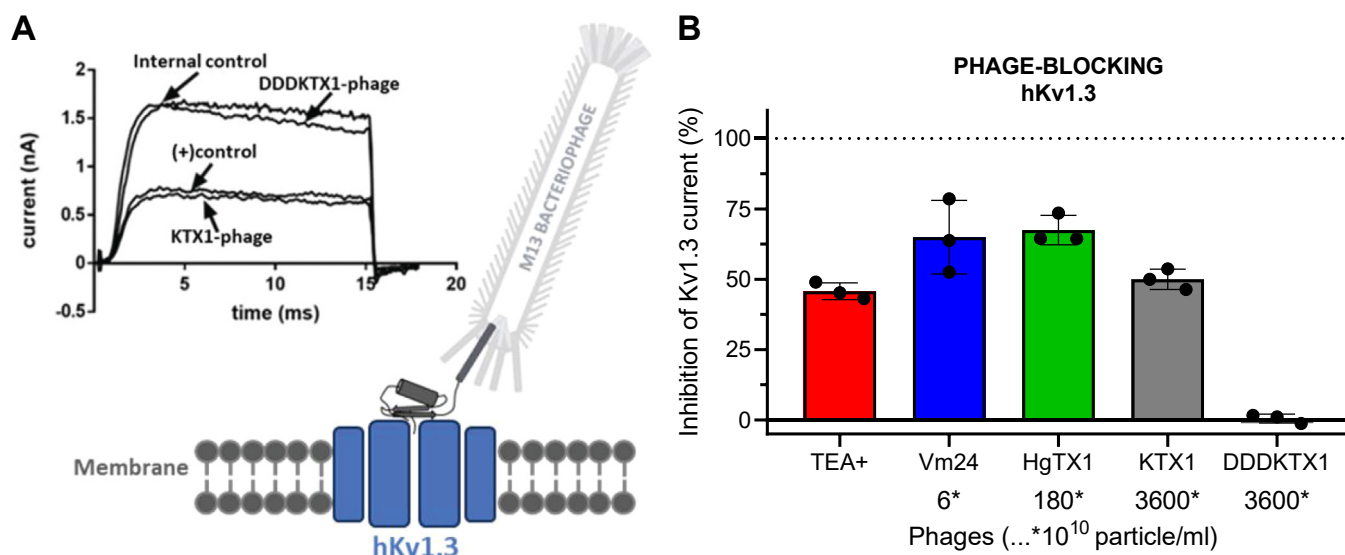 A
2
1.5
1
0.5
0
-0.5
current (nA)
Internal control
DDDKTX1-phage
(+)control
KTX1-phage
5
10
15
20
time (ms)
M13 BACTERIOPHAGE
Membrane
hKv1.3
B
PHAGE-BLOCKING
hKv1.3
Inhibition of Kv1.3 current (%)
100
75
50
25
0
TEA+ Vm24 HgTX1 KTX1 DDDKTX1
6* 180* 3600* 3600*
Phages (...*10^10 particle/ml)